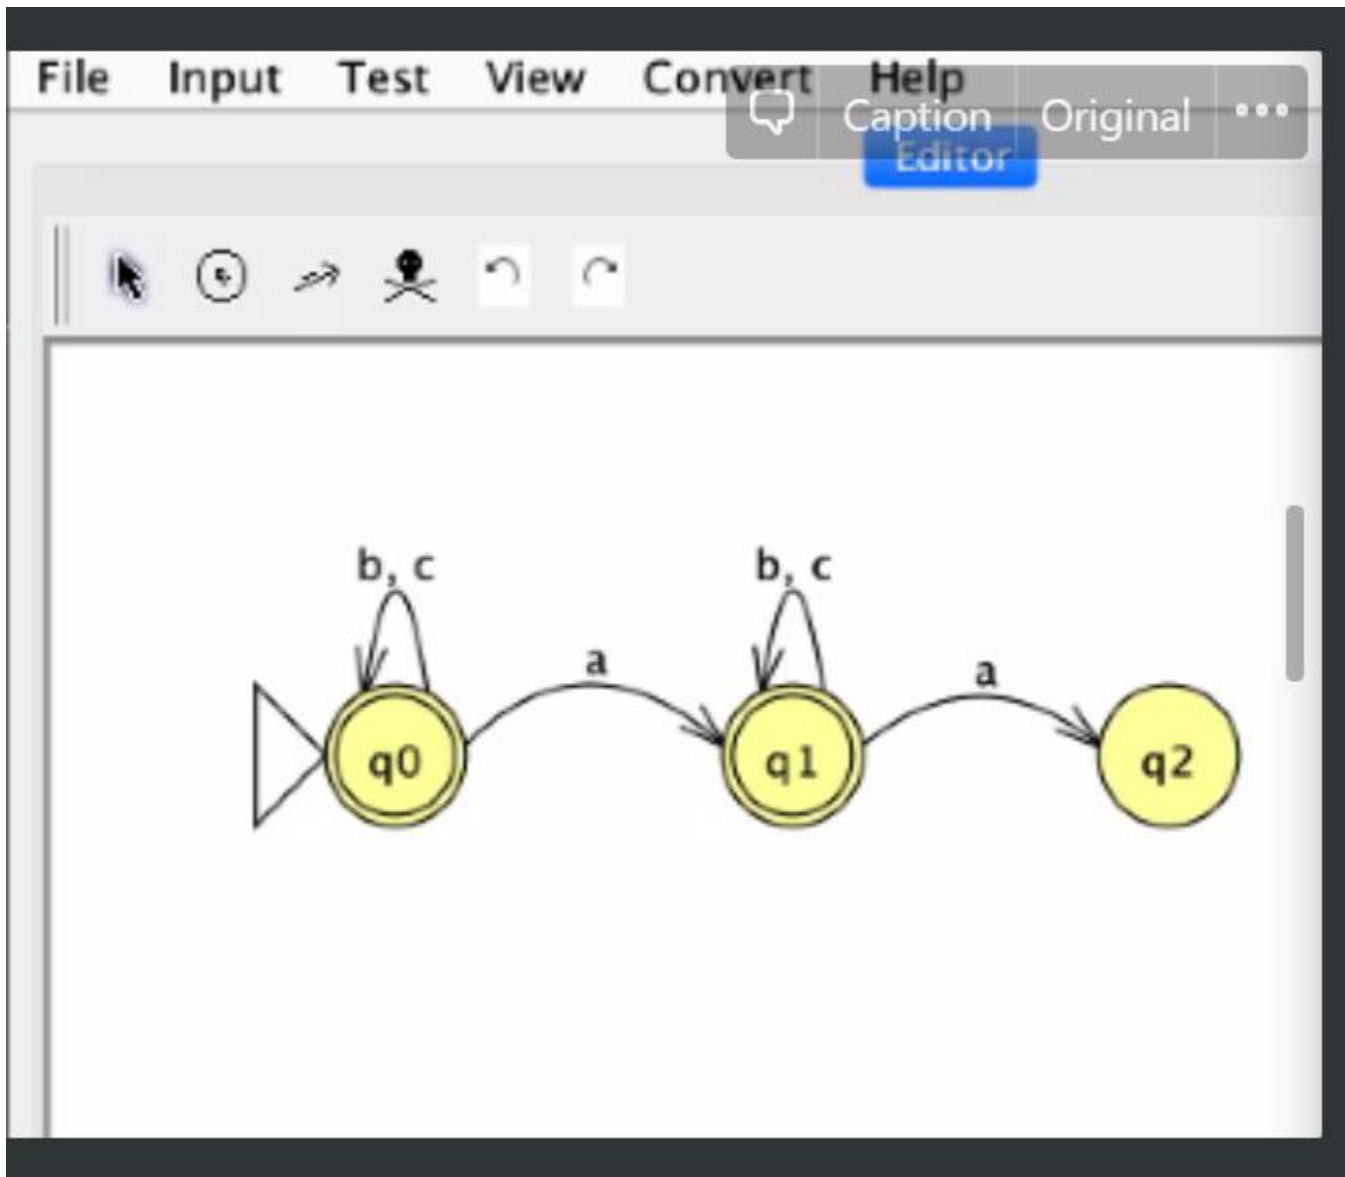 File Input Test View Convert Help
Caption Original •••
Editor
b, c b, c
a a
q0 q1 q2